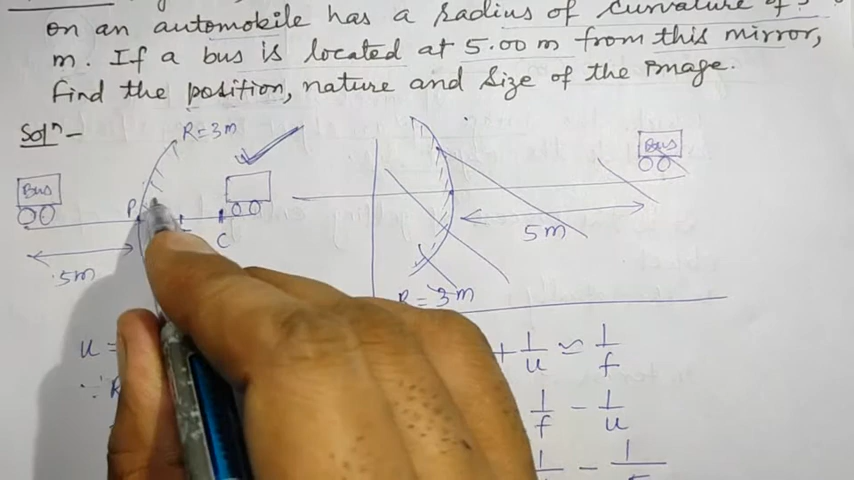 on an automobile has a radius of curvature of 3
m. If a bus is located at 5.00 m from this mirror,
find the position, nature and size of the image.
Solⁿ-
R=3m
Bus
P
C
5m
Bus
5m
R = 3m
u =
+ 1/u = 1/f
∵ R
1/f - 1/u